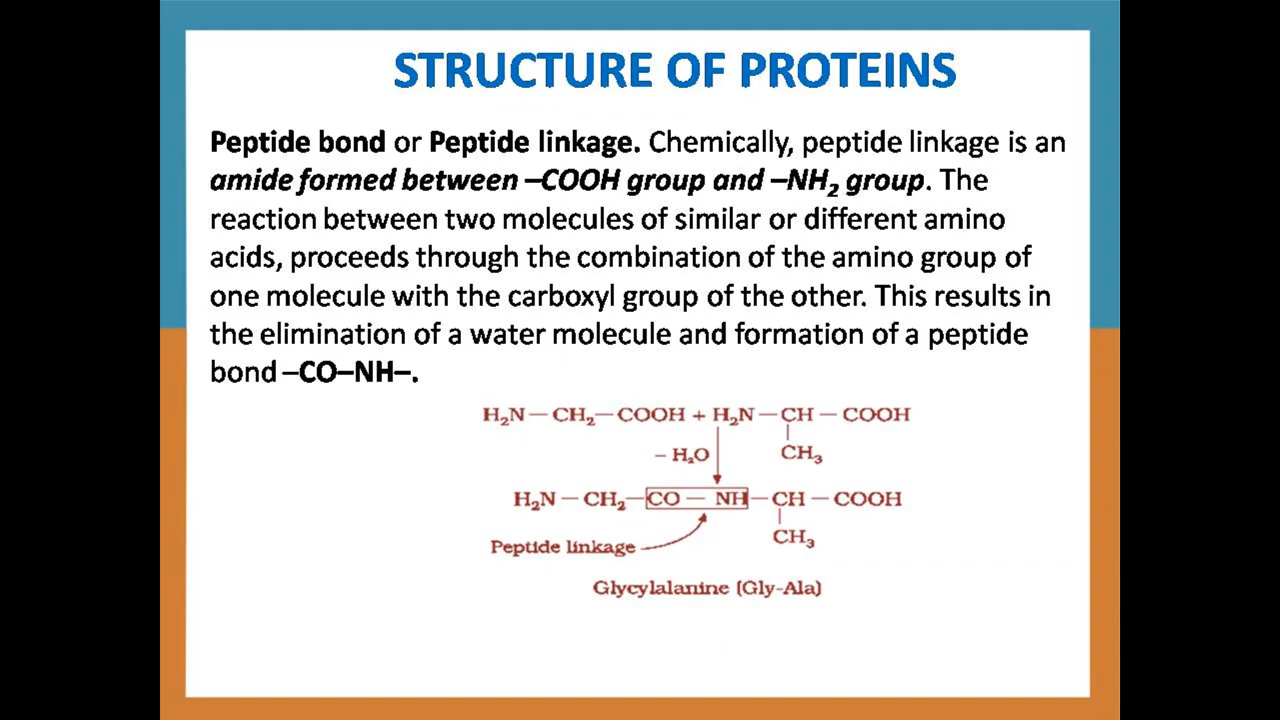 STRUCTURE OF PROTEINS
Peptide bond or Peptide linkage. Chemically, peptide linkage is an
amide formed between –COOH group and –NH₂ group. The
reaction between two molecules of similar or different amino
acids, proceeds through the combination of the amino group of
one molecule with the carboxyl group of the other. This results in
the elimination of a water molecule and formation of a peptide
bond –CO–NH–.
H₂N — CH₂ — COOH + H₂N — CH — COOH
– H₂O
CH₃
H₂N — CH₂ — CO — NH — CH — COOH
CH₃
Peptide linkage
Glycylalanine (Gly-Ala)